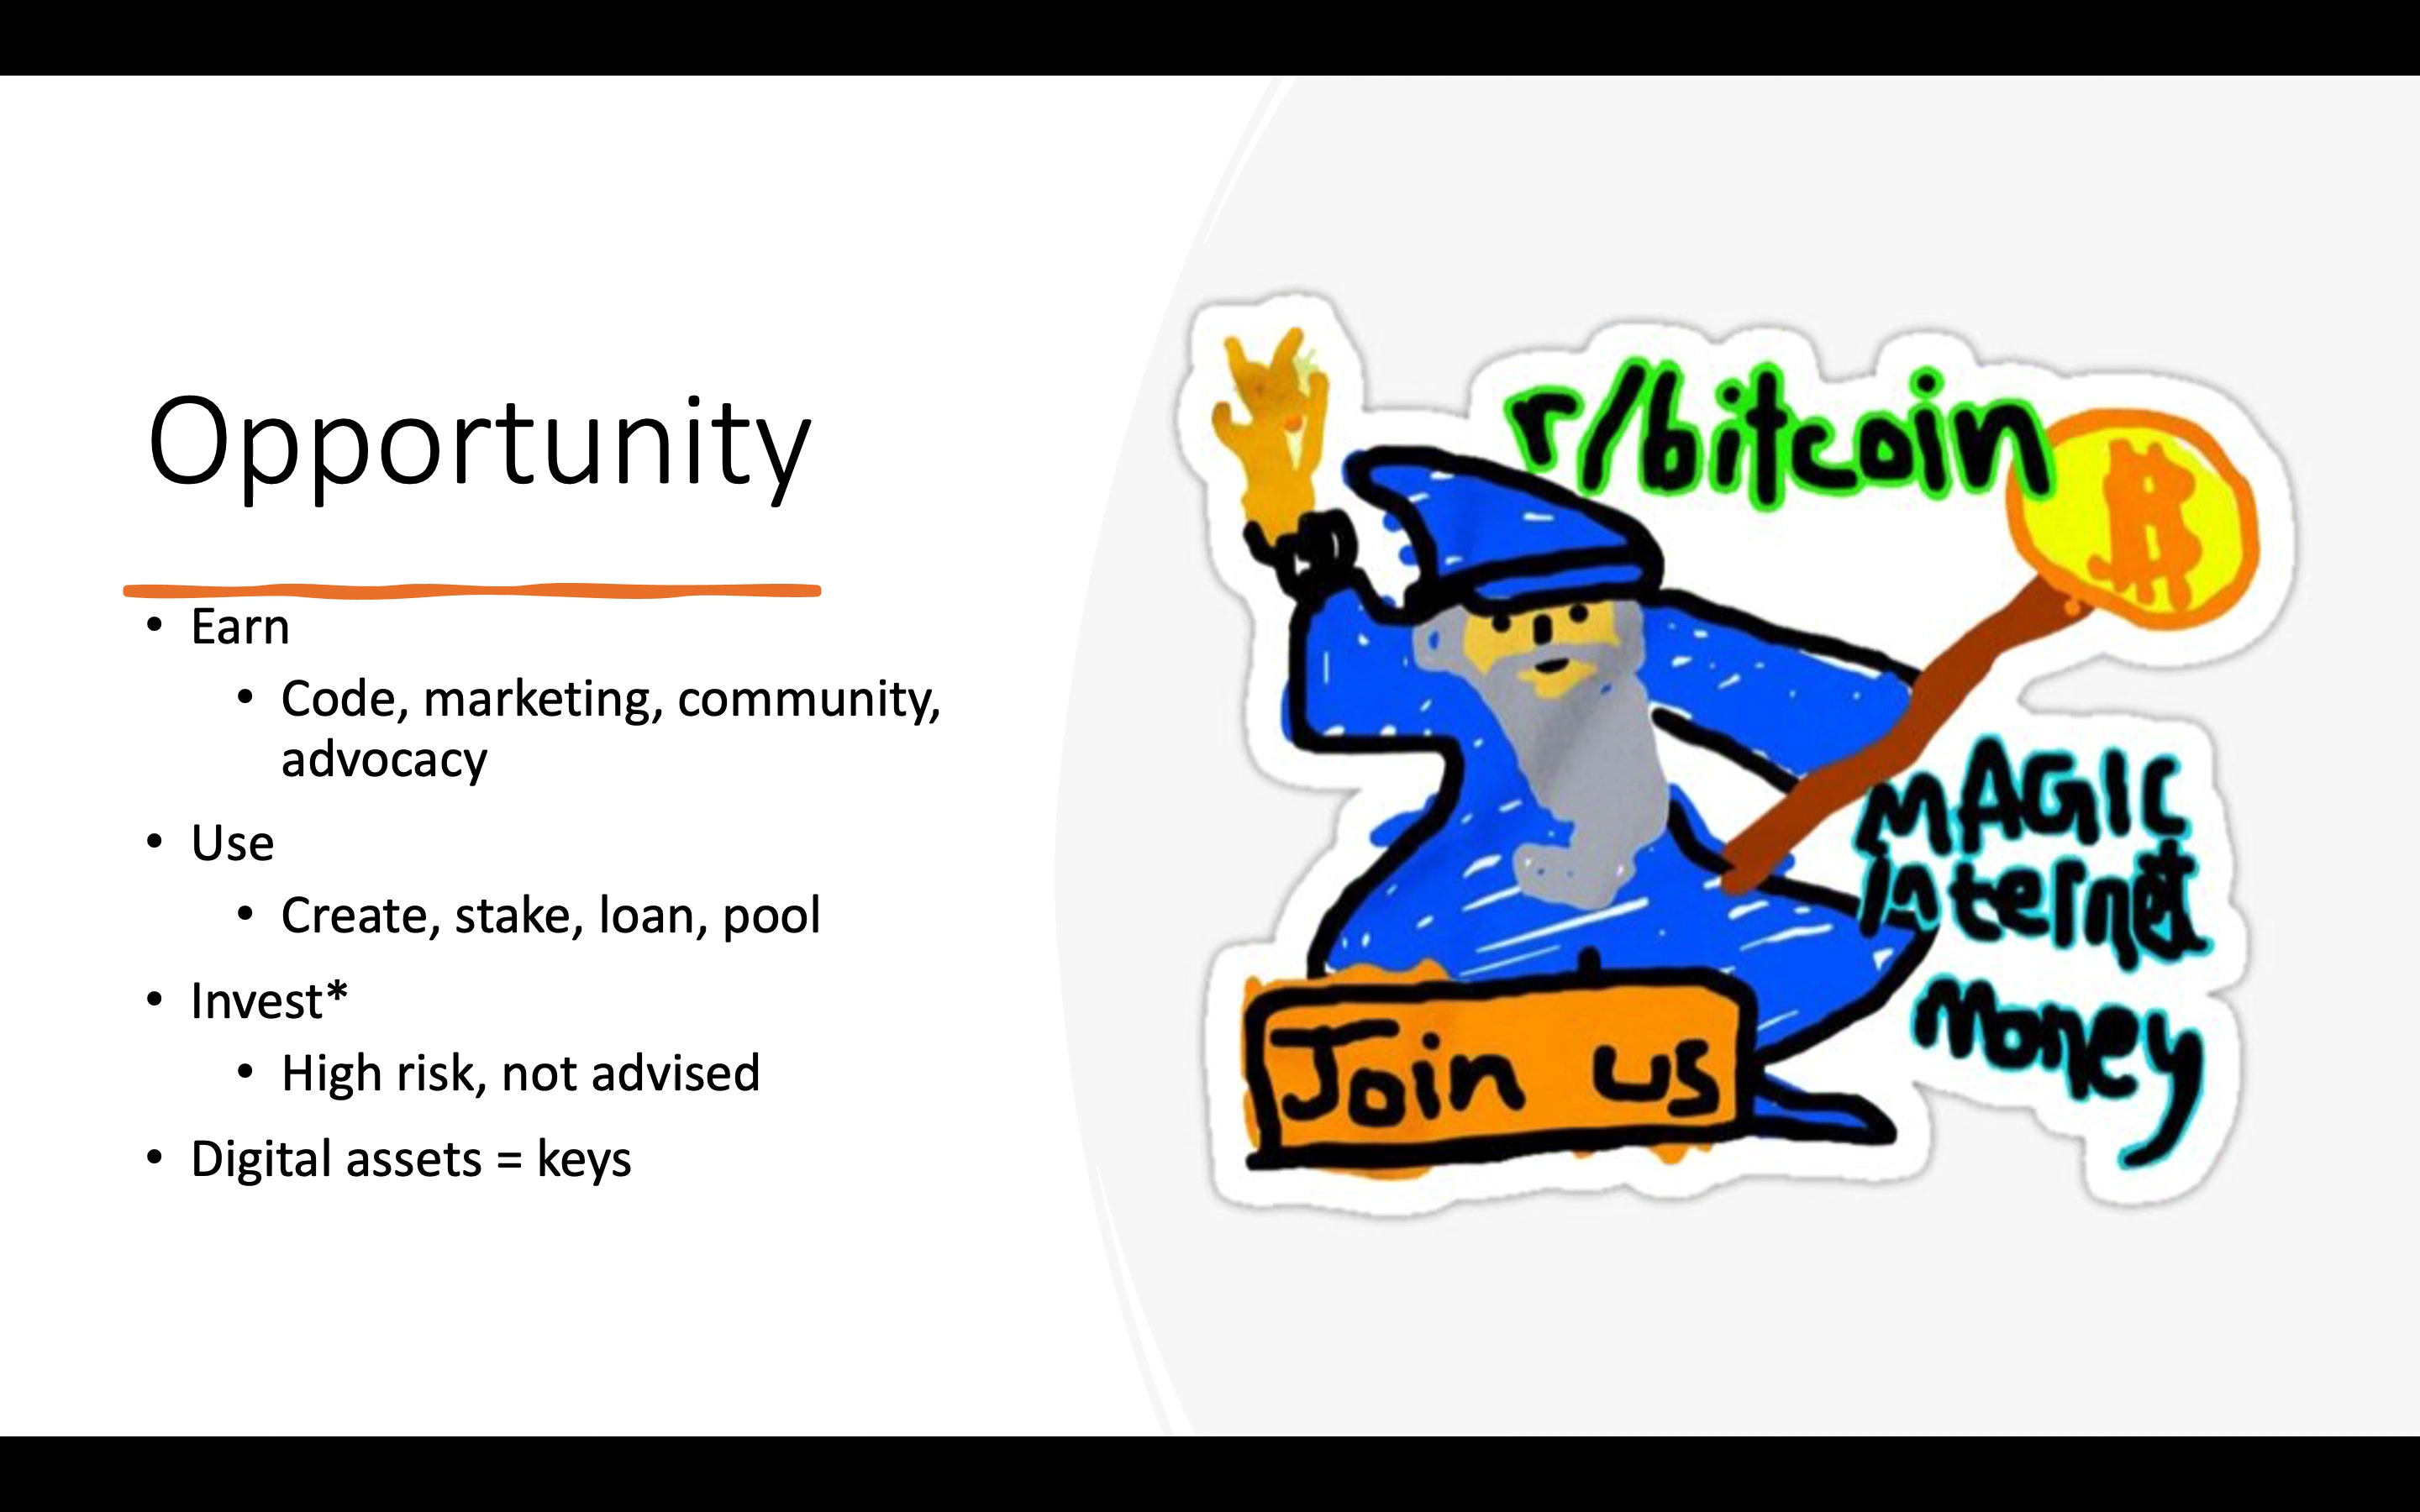 Opportunity
• Earn
• Code, marketing, community,
advocacy
• Use
• Create, stake, loan, pool
• Invest*
• High risk, not advised
• Digital assets = keys
r/bitcoin
MAGIC
Internet
Money
Join us